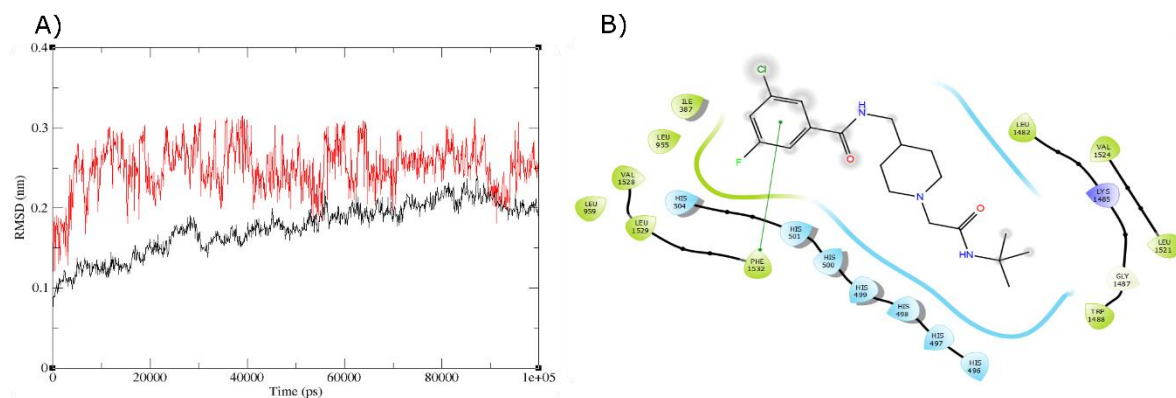 A)
0.4
0.3
0.2
0.1
0
RMSD (nm)
0
20000
40000
60000
80000
1e+05
Time (ps)
B)
Cl
F
O
NH
H
N
O
HN
ILE
387
LEU
955
VAL
1528
LEU
959
LEU
1529
PHE
1532
HIS
504
HIS
501
HIS
500
HIS
499
HIS
498
HIS
497
HIS
496
LEU
1482
VAL
1524
LYS
1485
LEU
1521
GLY
1487
TRP
1488